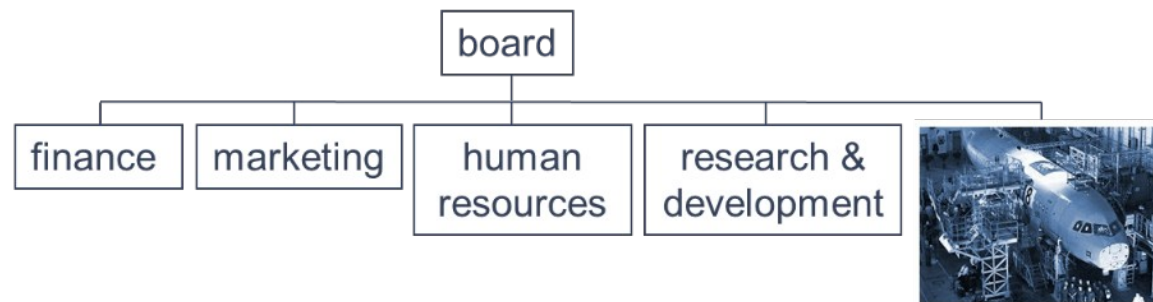 board
finance
marketing
human
resources
research &
development